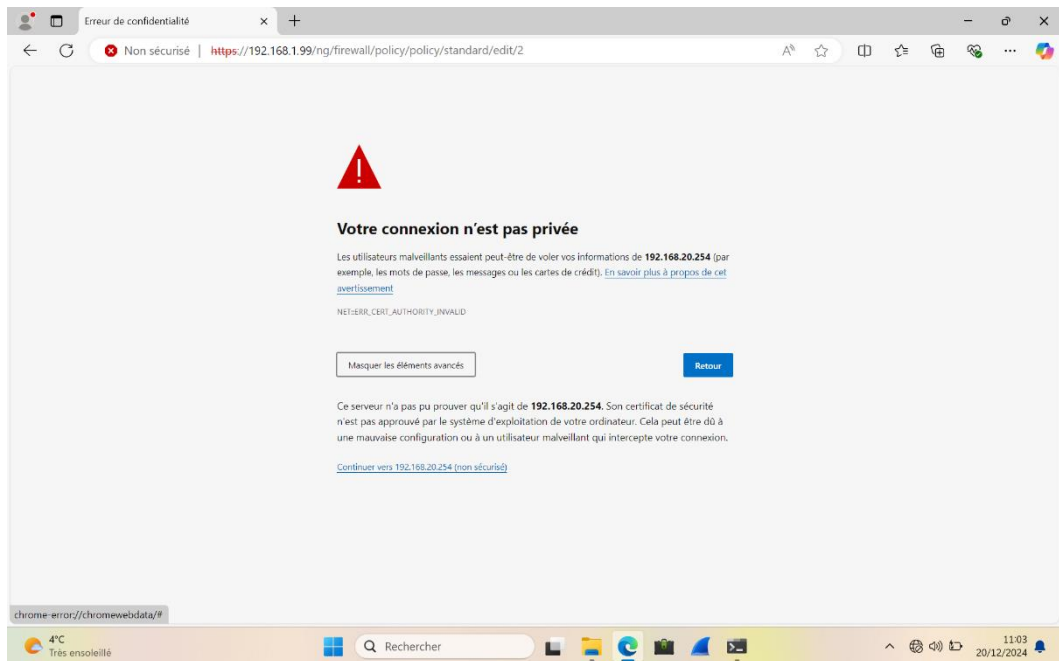 Erreur de confidentialité
Non sécurisé | https://192.168.1.99/ng/firewall/policy/policy/standard/edit/2
Votre connexion n'est pas privée
Les utilisateurs malveillants essaient peut-être de voler vos informations de 192.168.20.254 (par
exemple, les mots de passe, les messages ou les cartes de crédit). En savoir plus à propos de cet
avertissement
NET::ERR_CERT_AUTHORITY_INVALID
Masquer les éléments avancés
Retour
Ce serveur n'a pas pu prouver qu'il s'agit de 192.168.20.254. Son certificat de sécurité
n'est pas approuvé par le système d'exploitation de votre ordinateur. Cela peut être dû à
une mauvaise configuration ou à un utilisateur malveillant qui intercepte votre connexion.
Continuer vers 192.168.20.254 (non sécurisé)
chrome-error://chromewebdata/#
4°C
Très ensoleillé
Rechercher
11:03
20/12/2024